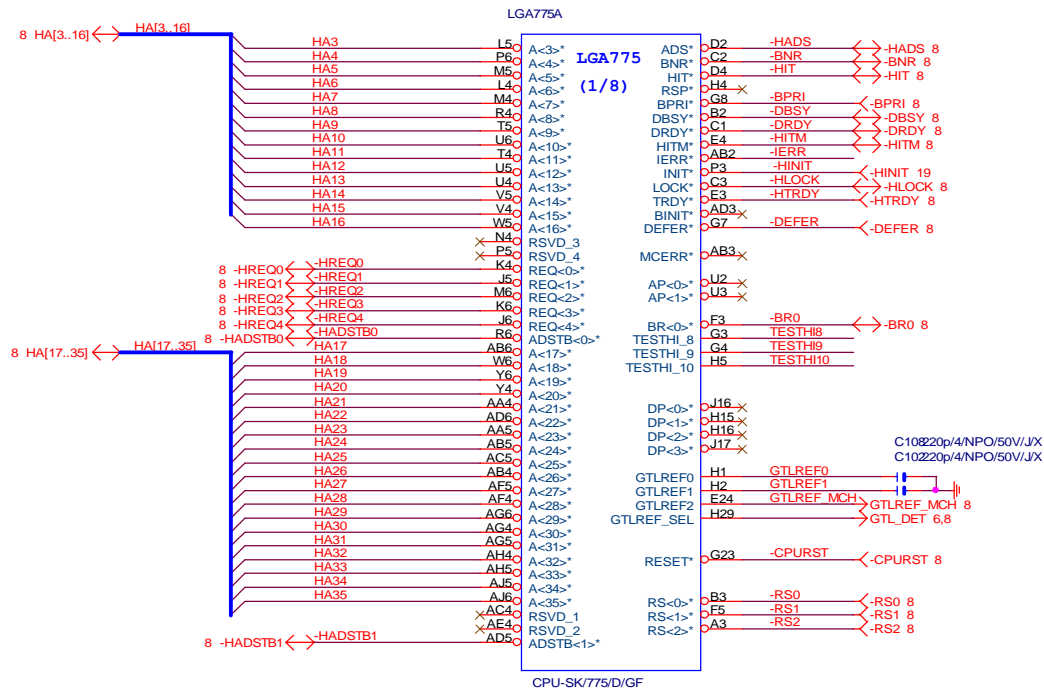 LGA775A
8 HA[3..16] HA[3..16]
LGA775
(1/8)
HA3 L5 A<3>* ADS* D2 -HADS -HADS 8
HA4 P6 A<4>* BNR* C2 -BNR -BNR 8
HA5 M5 A<5>* HIT* D4 -HIT -HIT 8
HA6 L4 A<6>* RSP* H4
HA7 M4 A<7>* BPRI* G8 -BPRI -BPRI 8
HA8 R4 A<8>* DBSY* B2 -DBSY -DBSY 8
HA9 T5 A<9>* DRDY* C1 -DRDY -DRDY 8
HA10 U6 A<10>* HITM* E4 -HITM -HITM 8
HA11 T4 A<11>* IERR* AB2 -IERR
HA12 U5 A<12>* INIT* P3 -HINIT -HINIT 19
HA13 U4 A<13>* LOCK* C3 -HLOCK -HLOCK 8
HA14 V5 A<14>* TRDY* E3 -HTRDY -HTRDY 8
HA15 V4 A<15>* BINIT* AD3
HA16 W5 A<16>* DEFER* G7 -DEFER -DEFER 8
N4 RSVD_3
P5 RSVD_4 MCERR* AB3
8 -HREQ0 -HREQ0 K4 REQ<0>*
8 -HREQ1 -HREQ1 J5 REQ<1>* AP<0>* U2
8 -HREQ2 -HREQ2 M6 REQ<2>* AP<1>* U3
8 -HREQ3 -HREQ3 K6 REQ<3>*
8 -HREQ4 -HREQ4 J6 REQ<4>* BR<0>* F3 -BR0 -BR0 8
8 -HADSTB0 -HADSTB0 R6 ADSTB<0>* TESTHI_8 G3 TESTHI8
8 HA[17..35] HA[17..35] HA17 AB6 A<17>* TESTHI_9 G4 TESTHI9
HA18 W6 A<18>* TESTHI_10 H5 TESTHI10
HA19 Y6 A<19>*
HA20 Y4 A<20>*
HA21 AA4 A<21>* DP<0>* J16
HA22 AD6 A<22>* DP<1>* H15
HA23 AA5 A<23>* DP<2>* H16
HA24 AB5 A<24>* DP<3>* J17
C108 220p/4/NPO/50V/J/X
C102 220p/4/NPO/50V/J/X
HA25 AC5 A<25>*
HA26 AB4 A<26>* GTLREF0 H1 GTLREF0
HA27 AF5 A<27>* GTLREF1 H2 GTLREF1
HA28 AF4 A<28>* GTLREF2 E24 GTLREF_MCH GTLREF_MCH 8
HA29 AG6 A<29>* GTLREF_SEL H29 GTL_DET 6,8
HA30 AG4 A<30>*
HA31 AG5 A<31>*
HA32 AH4 A<32>* RESET* G23 -CPURST -CPURST 8
HA33 AH5 A<33>*
HA34 AJ5 A<34>*
HA35 AJ6 A<35>* RS<0>* B3 -RS0 -RS0 8
AC4 RSVD_1 RS<1>* F5 -RS1 -RS1 8
AE4 RSVD_2 RS<2>* A3 -RS2 -RS2 8
8 -HADSTB1 -HADSTB1 AD5 ADSTB<1>*
CPU-SK/775/D/GF